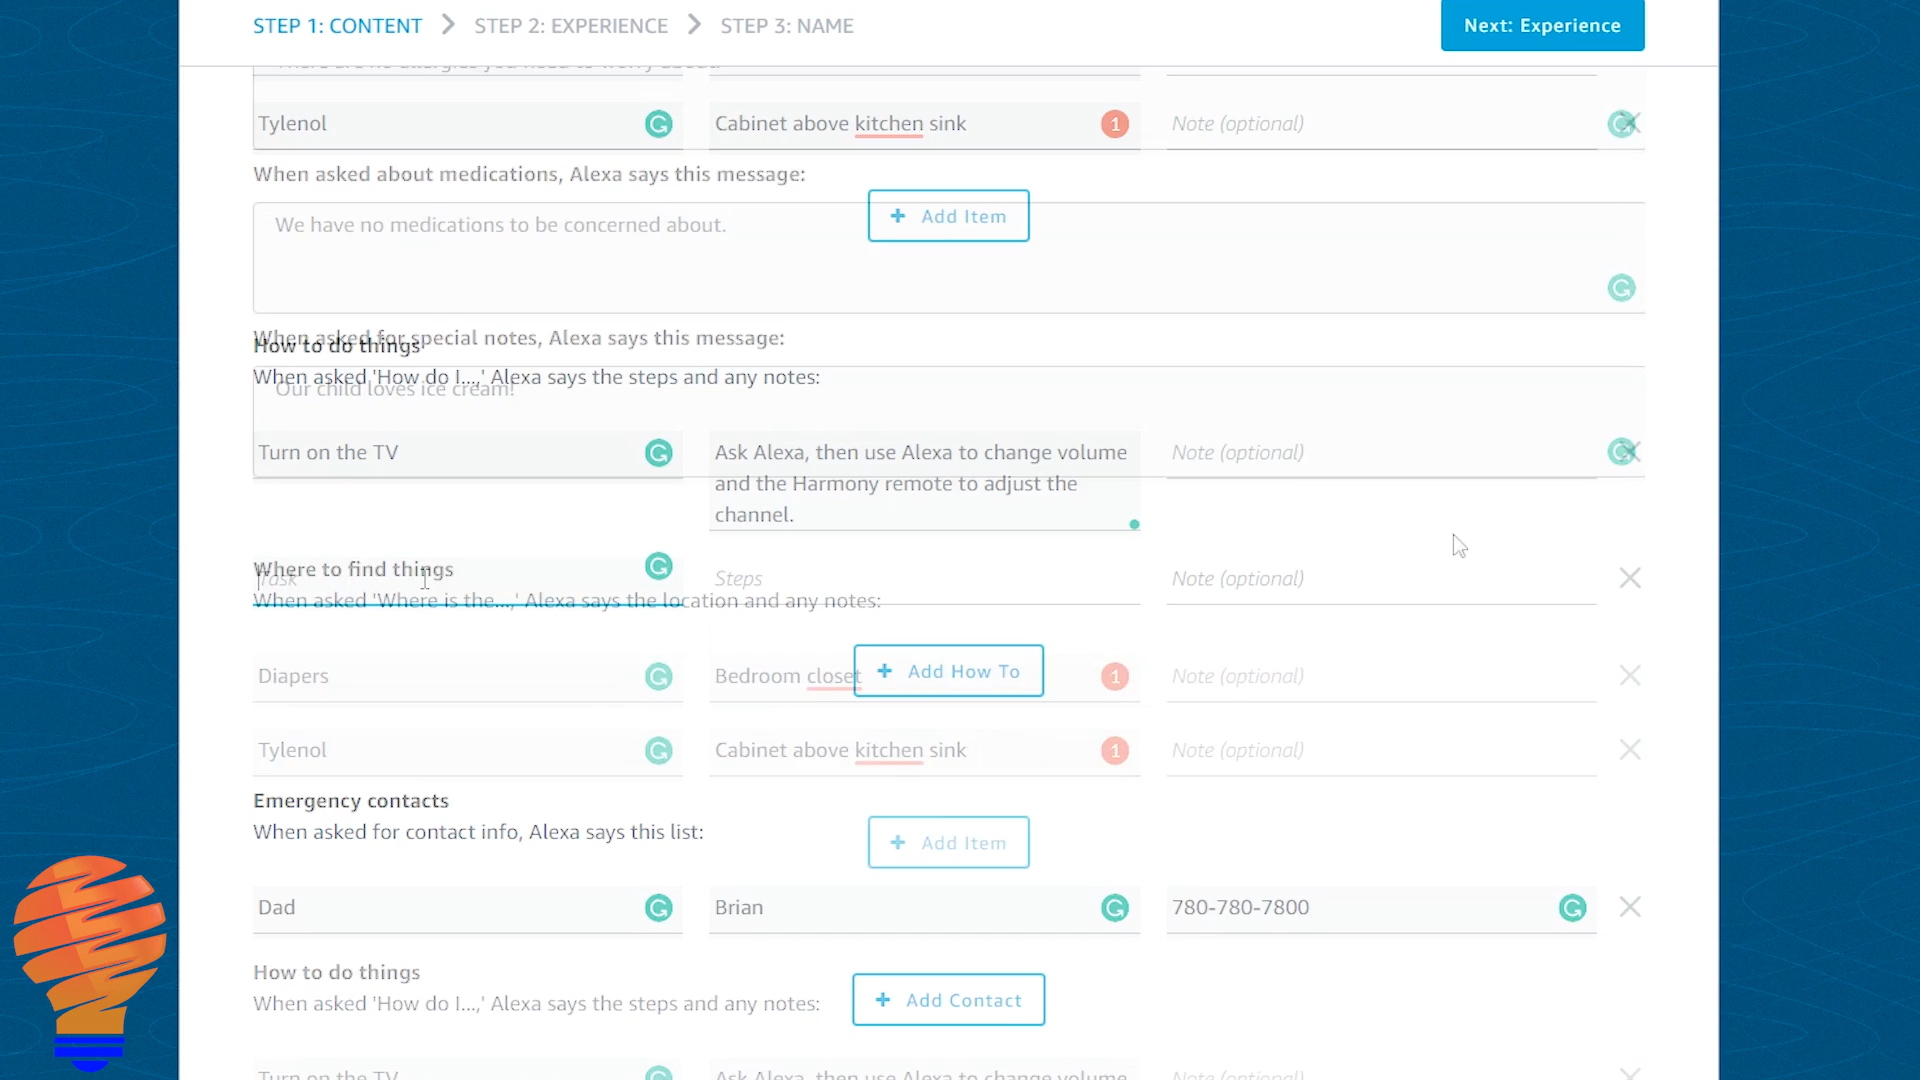 STEP 1: CONTENT STEP 2: EXPERIENCE STEP 3: NAME Next: Experience
There are no allergies you need to worry about.
Tylenol Cabinet above kitchen sink 1 Note (optional)
When asked about medications, Alexa says this message:
+ Add Item
We have no medications to be concerned about.
When asked for special notes, Alexa says this message:
How to do things
When asked 'How do I...,' Alexa says the steps and any notes:
Our child loves ice cream!
Turn on the TV Ask Alexa, then use Alexa to change volume Note (optional)
and the Harmony remote to adjust the
channel.
Where to find things
Task Steps Note (optional)
When asked 'Where is the...,' Alexa says the location and any notes:
+ Add How To
Diapers Bedroom closet 1 Note (optional)
Tylenol Cabinet above kitchen sink 1 Note (optional)
Emergency contacts
When asked for contact info, Alexa says this list:
+ Add Item
Dad Brian 780-780-7800
How to do things
When asked 'How do I...,' Alexa says the steps and any notes:
+ Add Contact
Turn on the TV Ask Alexa, then use Alexa to change volume Note (optional)